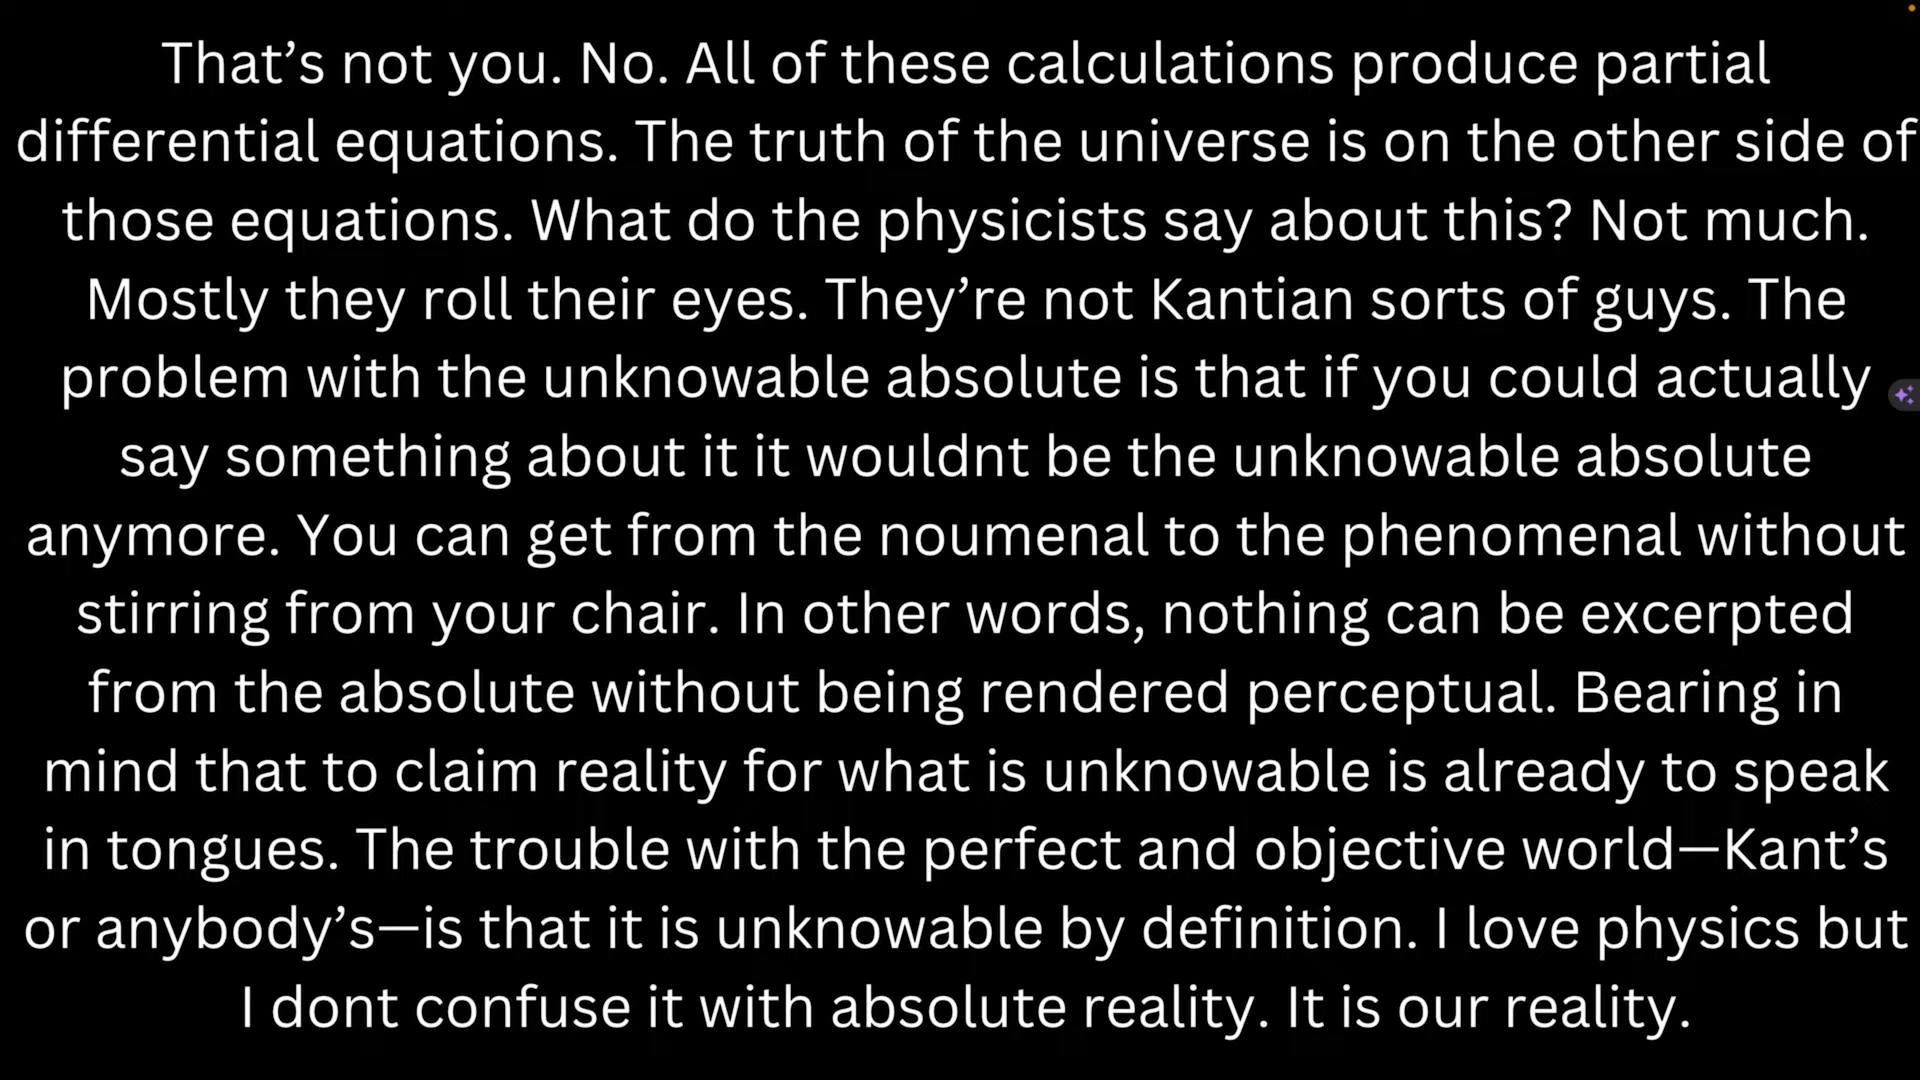 That’s not you. No. All of these calculations produce partial
differential equations. The truth of the universe is on the other side of
those equations. What do the physicists say about this? Not much.
Mostly they roll their eyes. They’re not Kantian sorts of guys. The
problem with the unknowable absolute is that if you could actually
say something about it it wouldnt be the unknowable absolute
anymore. You can get from the noumenal to the phenomenal without
stirring from your chair. In other words, nothing can be excerpted
from the absolute without being rendered perceptual. Bearing in
mind that to claim reality for what is unknowable is already to speak
in tongues. The trouble with the perfect and objective world—Kant’s
or anybody’s—is that it is unknowable by definition. I love physics but
I dont confuse it with absolute reality. It is our reality.